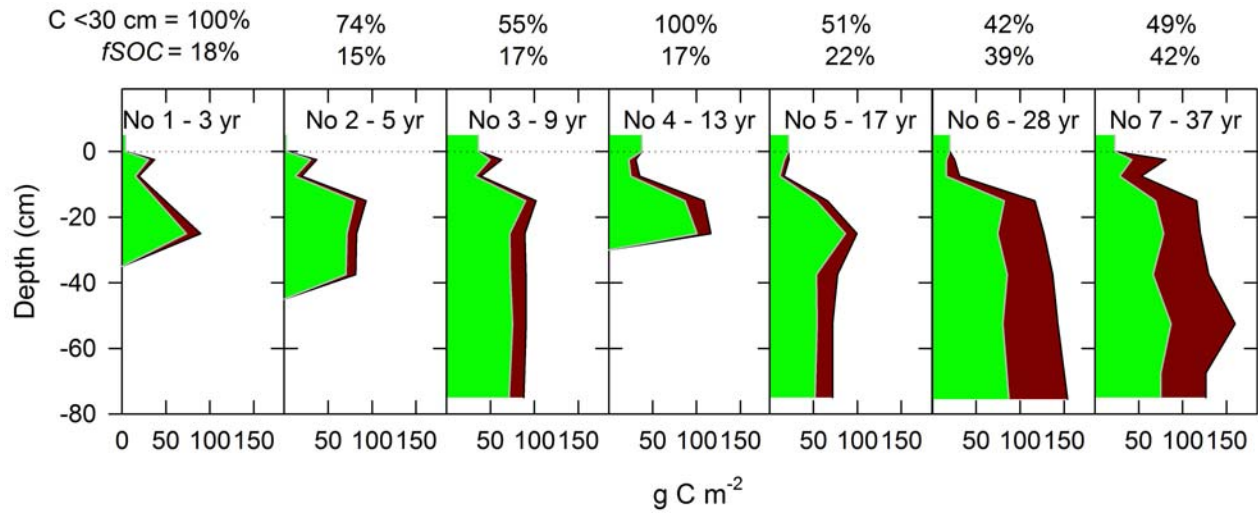 C <30 cm = 100% 74% 55% 100% 51% 42% 49%
fSOC = 18% 15% 17% 17% 22% 39% 42%
No 1 - 3 yr No 2 - 5 yr No 3 - 9 yr No 4 - 13 yr No 5 - 17 yr No 6 - 28 yr No 7 - 37 yr
0
-20
-40
-60
-80
Depth (cm)
0 50 100 150 50 100 150 50 100 150 50 100 150 50 100 150 50 100 150 50 100 150
g C m⁻²